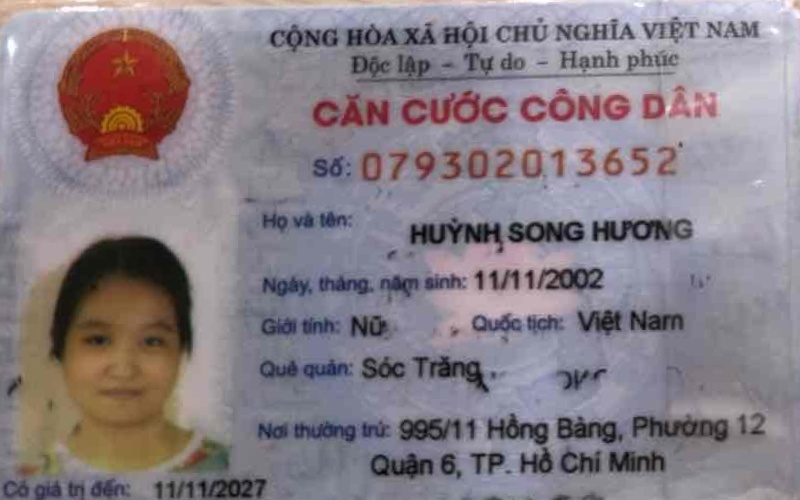 CỘNG HÒA XÃ HỘI CHỦ NGHĨA VIỆT NAM
Độc lập - Tự do - Hạnh phúc
CĂN CƯỚC CÔNG DÂN
Số: 079302013652
Họ và tên: HUỲNH SONG HƯƠNG
Ngày, tháng, năm sinh: 11/11/2002
Giới tính: Nữ Quốc tịch: Việt Nam
Quê quán: Sóc Trăng
Nơi thường trú: 995/11 Hồng Bàng, Phường 12
Quận 6, TP. Hồ Chí Minh
Có giá trị đến: 11/11/2027